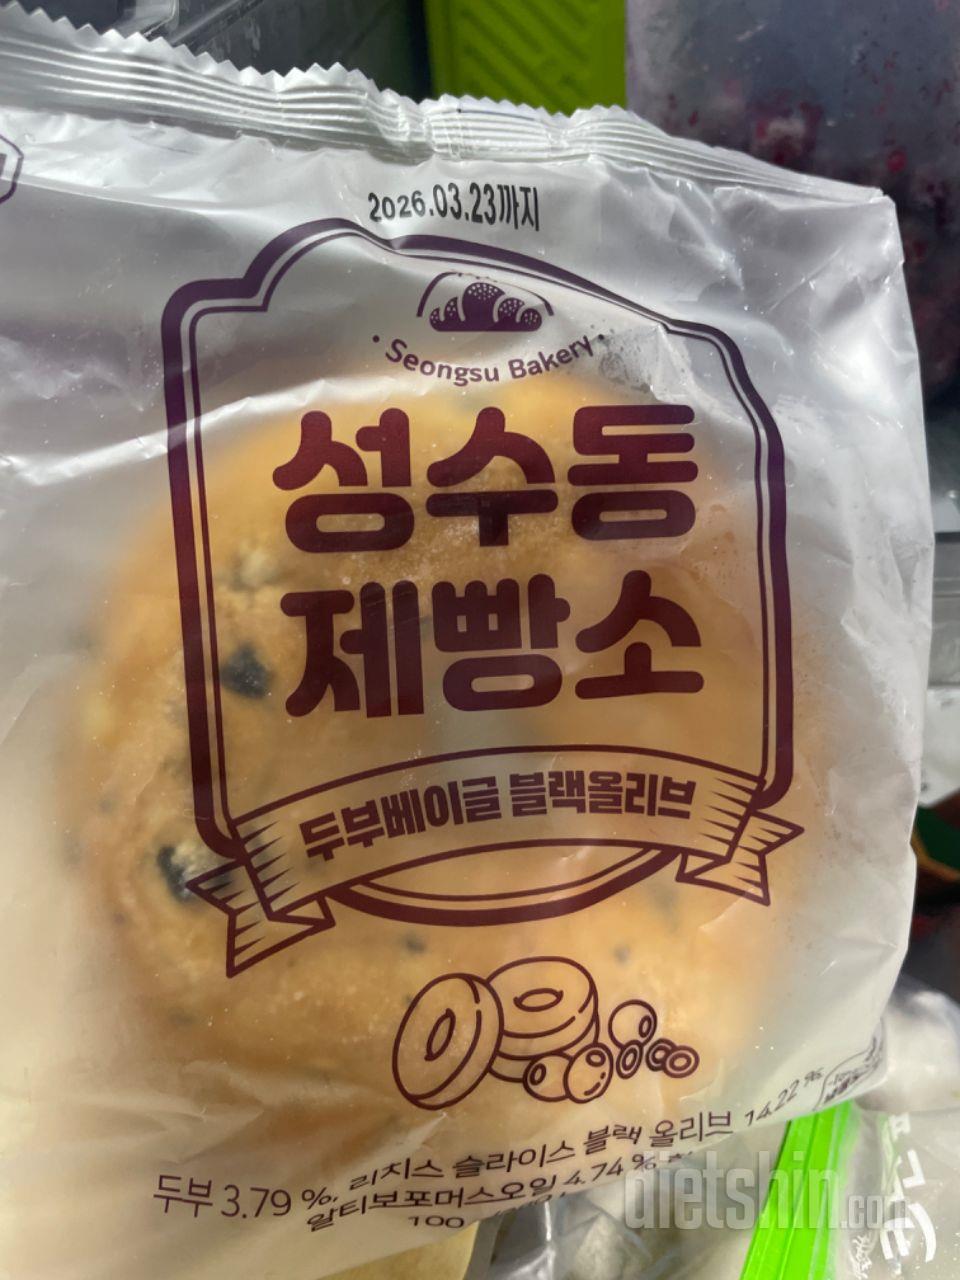 2026.03.23까지
· Seongsu Bakery ·
성수동
제빵소
두부베이글 블랙올리브
두부 3.79 %, 리치스 슬라이스 블랙 올리브 14.22 %
알티보포머스오일 4.74 %
100
dietshin.com